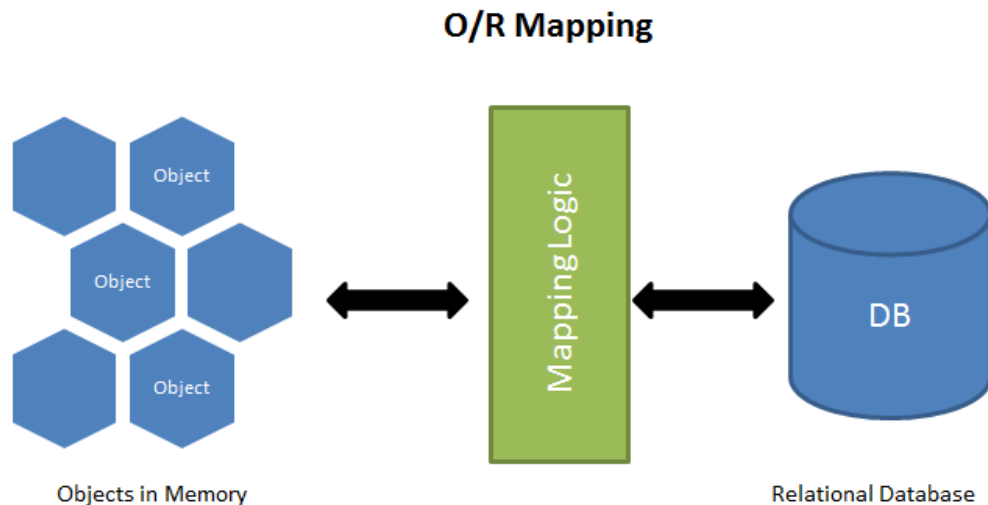 O/R Mapping
Object
Object
Object
Mapping Logic
DB
Objects in Memory
Relational Database